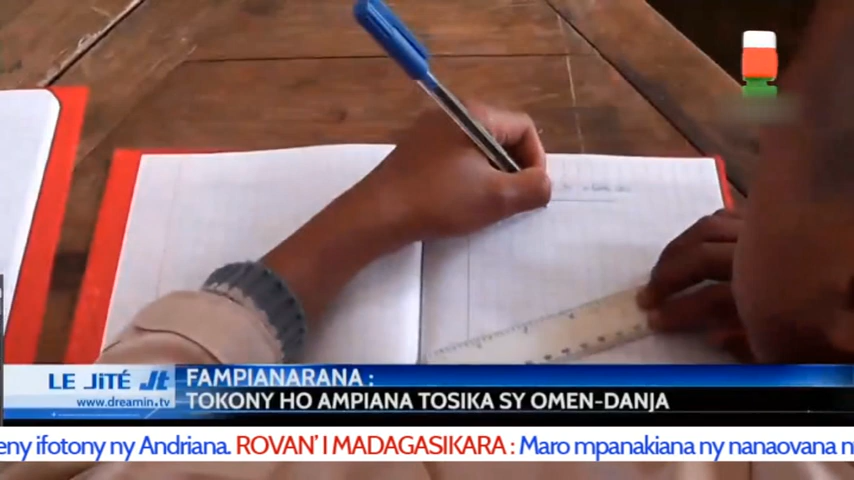 LE JiTÉ Jt
www.dreamin.tv
FAMPIANARANA :
TOKONY HO AMPIANA TOSIKA SY OMEN-DANJA
ifotony ny Andriana. ROVAN' I MADAGASIKARA : Maro mpanakiana ny nanaovana